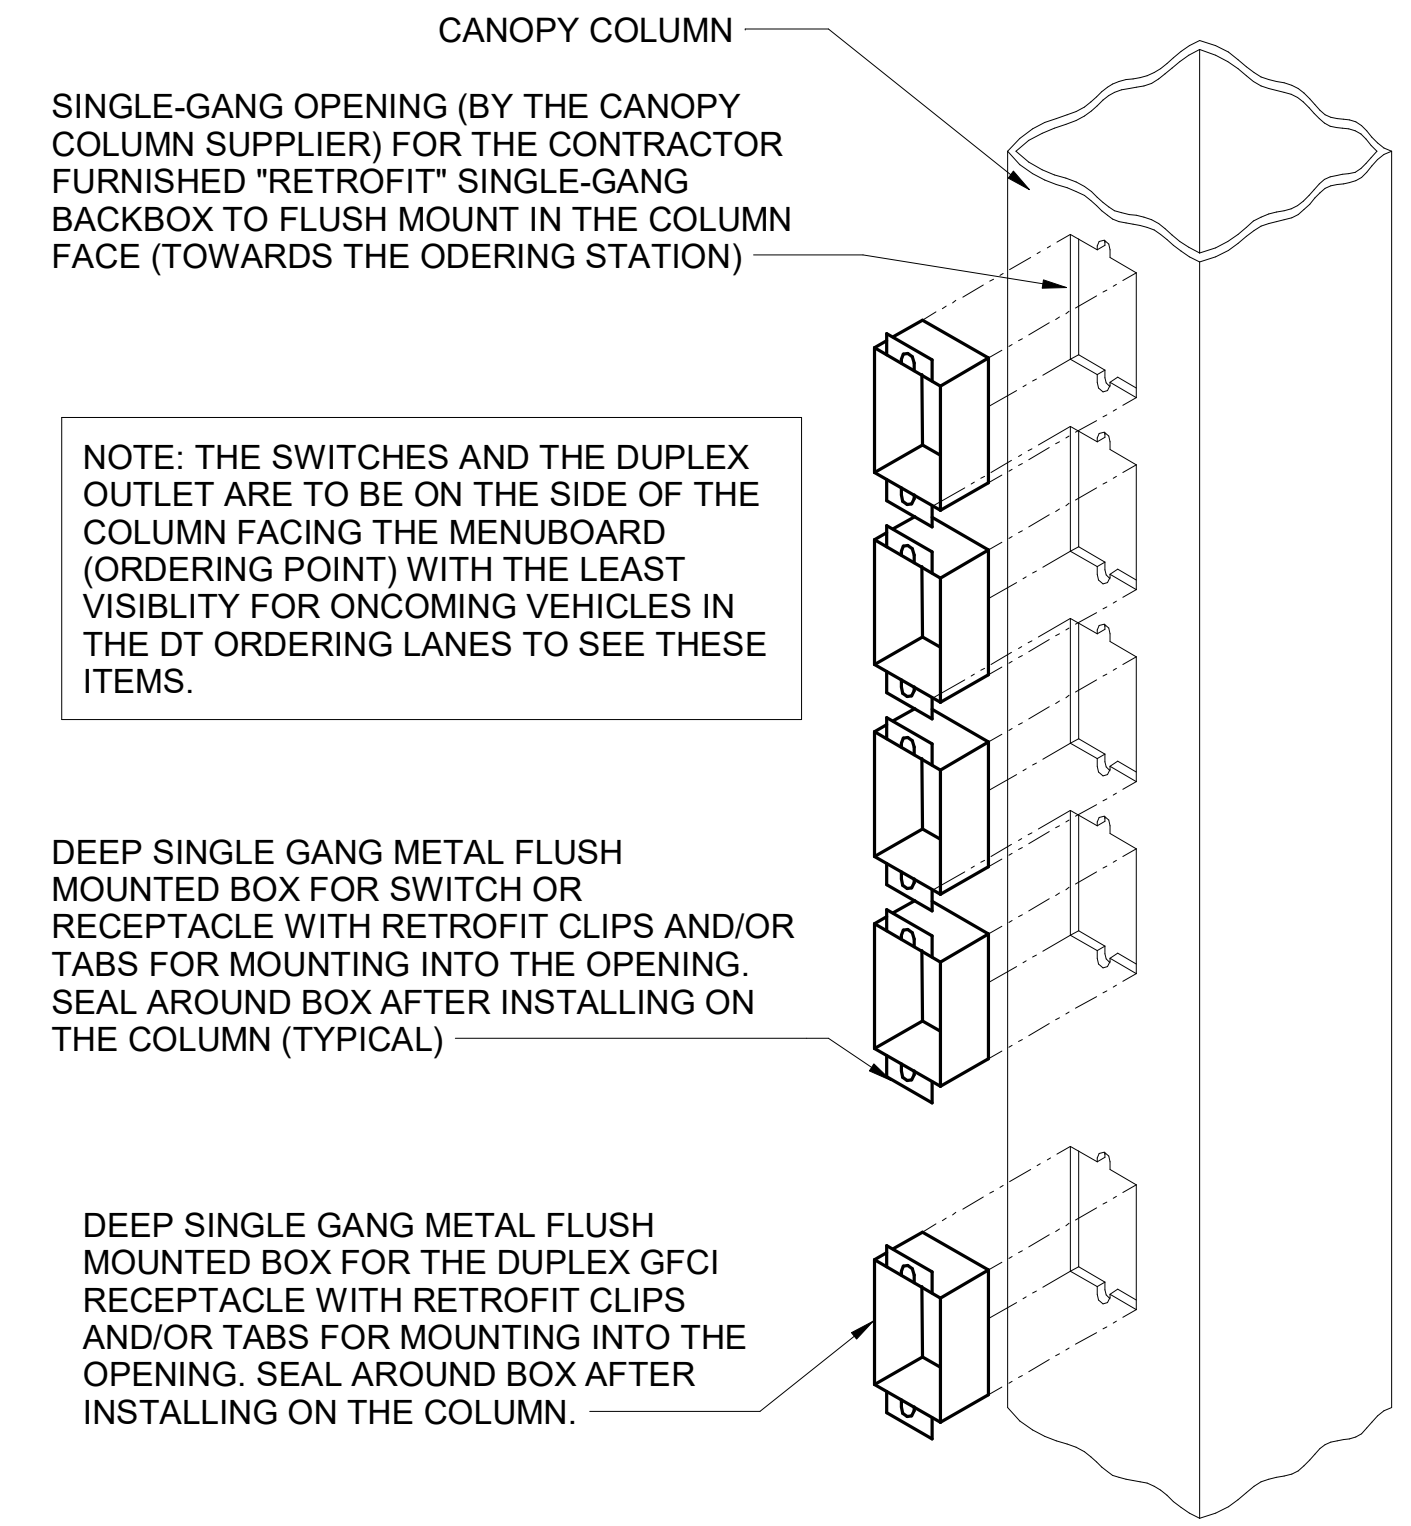 CANOPY COLUMN
SINGLE-GANG OPENING (BY THE CANOPY
COLUMN SUPPLIER) FOR THE CONTRACTOR
FURNISHED "RETROFIT" SINGLE-GANG
BACKBOX TO FLUSH MOUNT IN THE COLUMN
FACE (TOWARDS THE ODERING STATION)
NOTE: THE SWITCHES AND THE DUPLEX
OUTLET ARE TO BE ON THE SIDE OF THE
COLUMN FACING THE MENUBOARD
(ORDERING POINT) WITH THE LEAST
VISIBLITY FOR ONCOMING VEHICLES IN
THE DT ORDERING LANES TO SEE THESE
ITEMS.
DEEP SINGLE GANG METAL FLUSH
MOUNTED BOX FOR SWITCH OR
RECEPTACLE WITH RETROFIT CLIPS AND/OR
TABS FOR MOUNTING INTO THE OPENING.
SEAL AROUND BOX AFTER INSTALLING ON
THE COLUMN (TYPICAL)
DEEP SINGLE GANG METAL FLUSH
MOUNTED BOX FOR THE DUPLEX GFCI
RECEPTACLE WITH RETROFIT CLIPS
AND/OR TABS FOR MOUNTING INTO THE
OPENING. SEAL AROUND BOX AFTER
INSTALLING ON THE COLUMN.